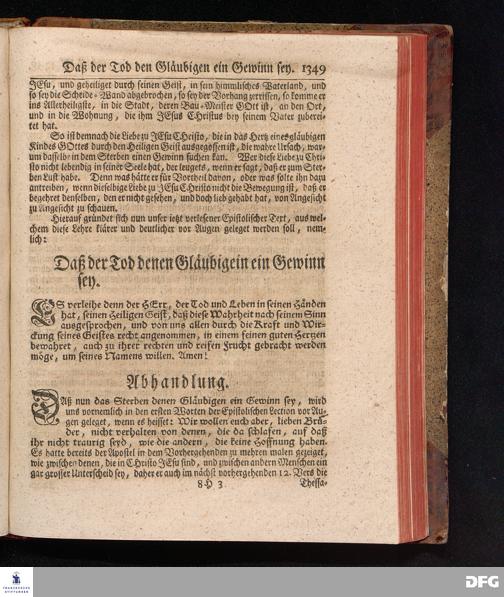 Daß der Tod den Gläubigen ein Gewinn sey. 1349
JEsu, und geheiliget durch seinen Geist, in sein himmlisches Vaterland, und
so sey die Scheide-Wand abgebrochen, so sey der Vorhang zerrissen, so komme er
ins Allerheiligste, in die Stadt, deren Bau-Meister GOtt ist, an den Ort,
und in die Wohnung, die ihm JEsus CHristus bey seinem Vater zuberei-
tet hat.
So ist demnach die Liebe zu JEsu CHristo, die in das Hertz eines gläubigen
Kindes GOttes durch den Heiligen Geist ausgegossen ist, die wahre Ursach, war-
um dasselbe in dem Sterben einen Gewinn suchen kan. Wer diese Liebe zu Chri-
sto nicht lebendig in seiner Seele hat, der leugets, wenn er sagt, daß er zum Ster-
ben Lust habe. Denn was hätte er für Vortheil davon, oder was solte ihn dazu
antreiben, wenn dieselbige Liebe zu JEsu Christo nicht die Bewegung ist, daß er
begehret denselben, den er nicht gesehen, und doch lieb gehabt hat, von Angesicht
zu Angesicht zu schauen.
Hierauf gründet sich nun unser jetzt verlesener Epistolischer Text, aus wel-
chem diese Lehre klärer und deutlicher vor Augen geleget werden soll, nem-
lich:
Daß der Tod denen Gläubigein ein Gewinn
sey.
ES verleihe denn der HErr, der Tod und Leben in seinen Händen
hat, seinen Heiligen Geist, daß diese Wahrheit nach seinem Sinn
ausgesprochen, und von uns allen durch die Kraft und Wir-
ckung seines Geistes recht angenommen, in einem feinen guten Hertzen
bewahret, auch zu ihrer rechten und reifen Frucht gebracht werden
möge, um seines Namens willen. Amen!
Abhandlung.
DAß nun das Sterben denen Gläubigen ein Gewinn sey, wird
uns vornemlich in den ersten Worten der Epistolischen Lection vor Au-
gen geleget, wenn es heisset: Wir wollen euch aber, lieben Brü-
der, nicht verhalten von denen, die da schlafen, auf daß
ihr nicht traurig seyd, wie die andern, die keine Hoffnung haben.
Es hatte bereits der Apostel in dem Vorhergehenden zu mehren malen gezeiget,
wie zwischen denen, die in CHristo JEsu sind, und zwischen andern Menschen ein
gar grosser Unterscheid sey, daher er auch im nächst vorhergehenden 12. Vers die
8 H 3 Thessa-
FRANCKESCHE
STIFTUNGEN
DFG